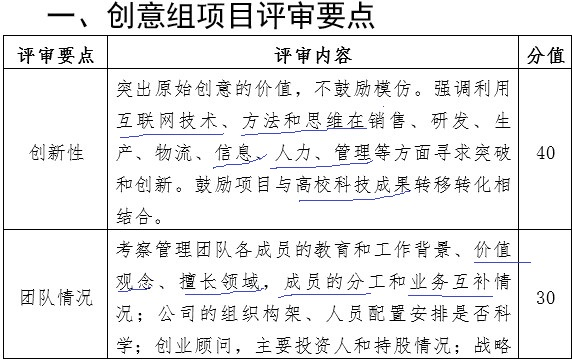 一、创意组项目评审要点
评审要点 评审内容 分值
突出原始创意的价值，不鼓励模仿。强调利用
互联网技术、方法和思维在销售、研发、生
创新性 产、物流、信息、人力、管理等方面寻求突破 40
和创新。鼓励项目与高校科技成果转移转化相
结合。
考察管理团队各成员的教育和工作背景、价值
观念、擅长领域，成员的分工和业务互补情
团队情况 况；公司的组织构架、人员配置安排是否科 30
学；创业顾问，主要投资人和持股情况；战略